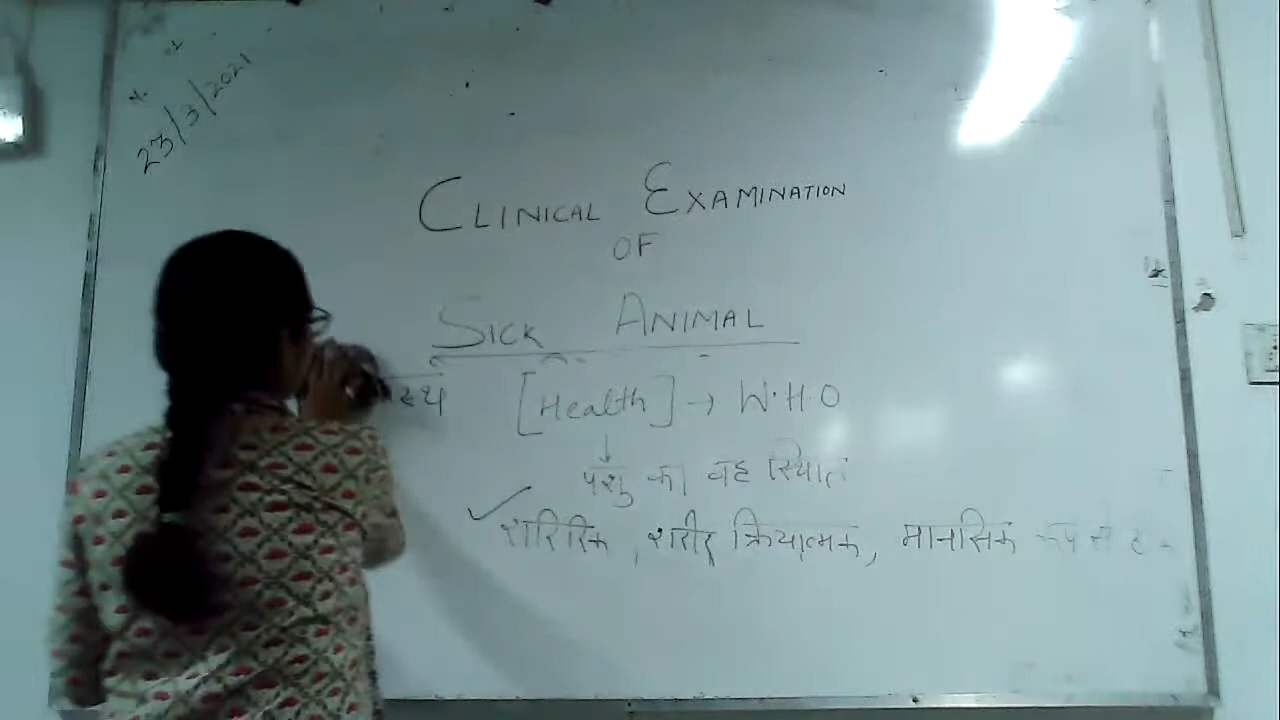 23/3/2021
CLINICAL EXAMINATION
OF
SICK ANIMAL
[Health] → W.H.O
↓
पशु का वह
✓ शारिरिक, शरीर क्रियात्मक, मानसिक